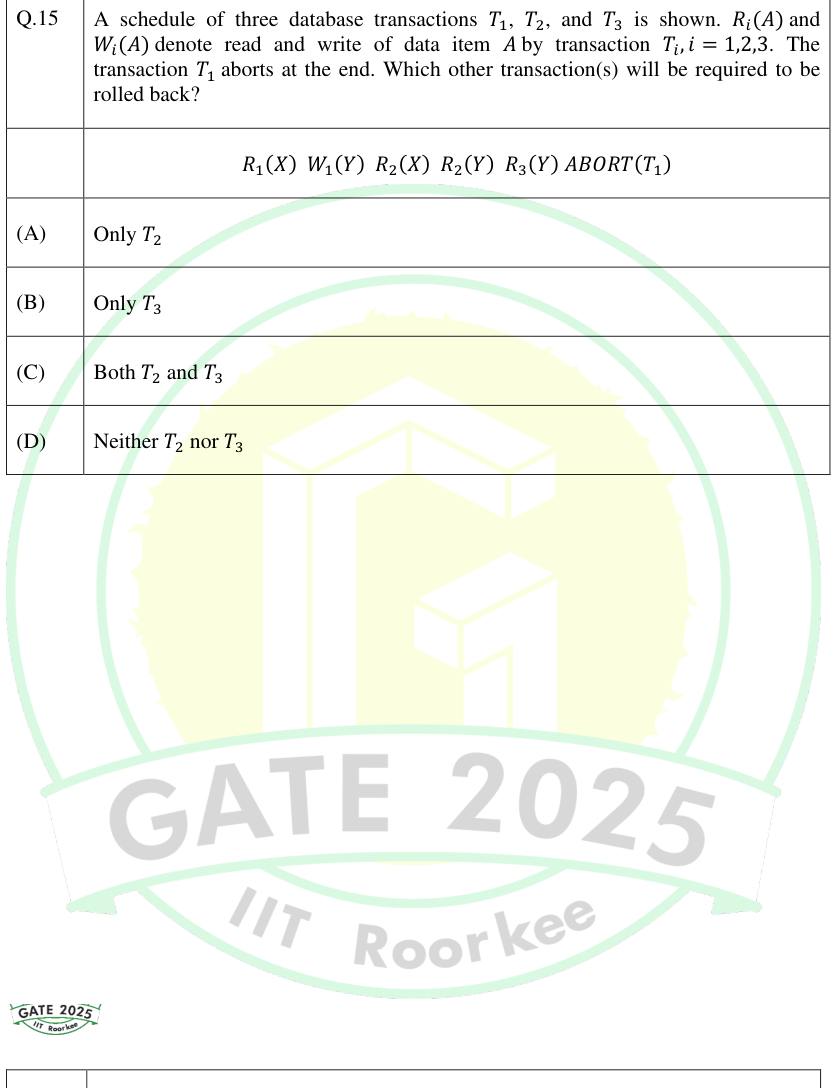 Q.15 A schedule of three database transactions T₁, T₂, and T₃ is shown. Rᵢ(A) and
Wᵢ(A) denote read and write of data item A by transaction Tᵢ, i = 1,2,3. The
transaction T₁ aborts at the end. Which other transaction(s) will be required to be
rolled back?
R₁(X) W₁(Y) R₂(X) R₂(Y) R₃(Y) ABORT(T₁)
(A) Only T₂
(B) Only T₃
(C) Both T₂ and T₃
(D) Neither T₂ nor T₃
GATE 2025
IIT Roorkee
GATE 2025
IIT Roorkee